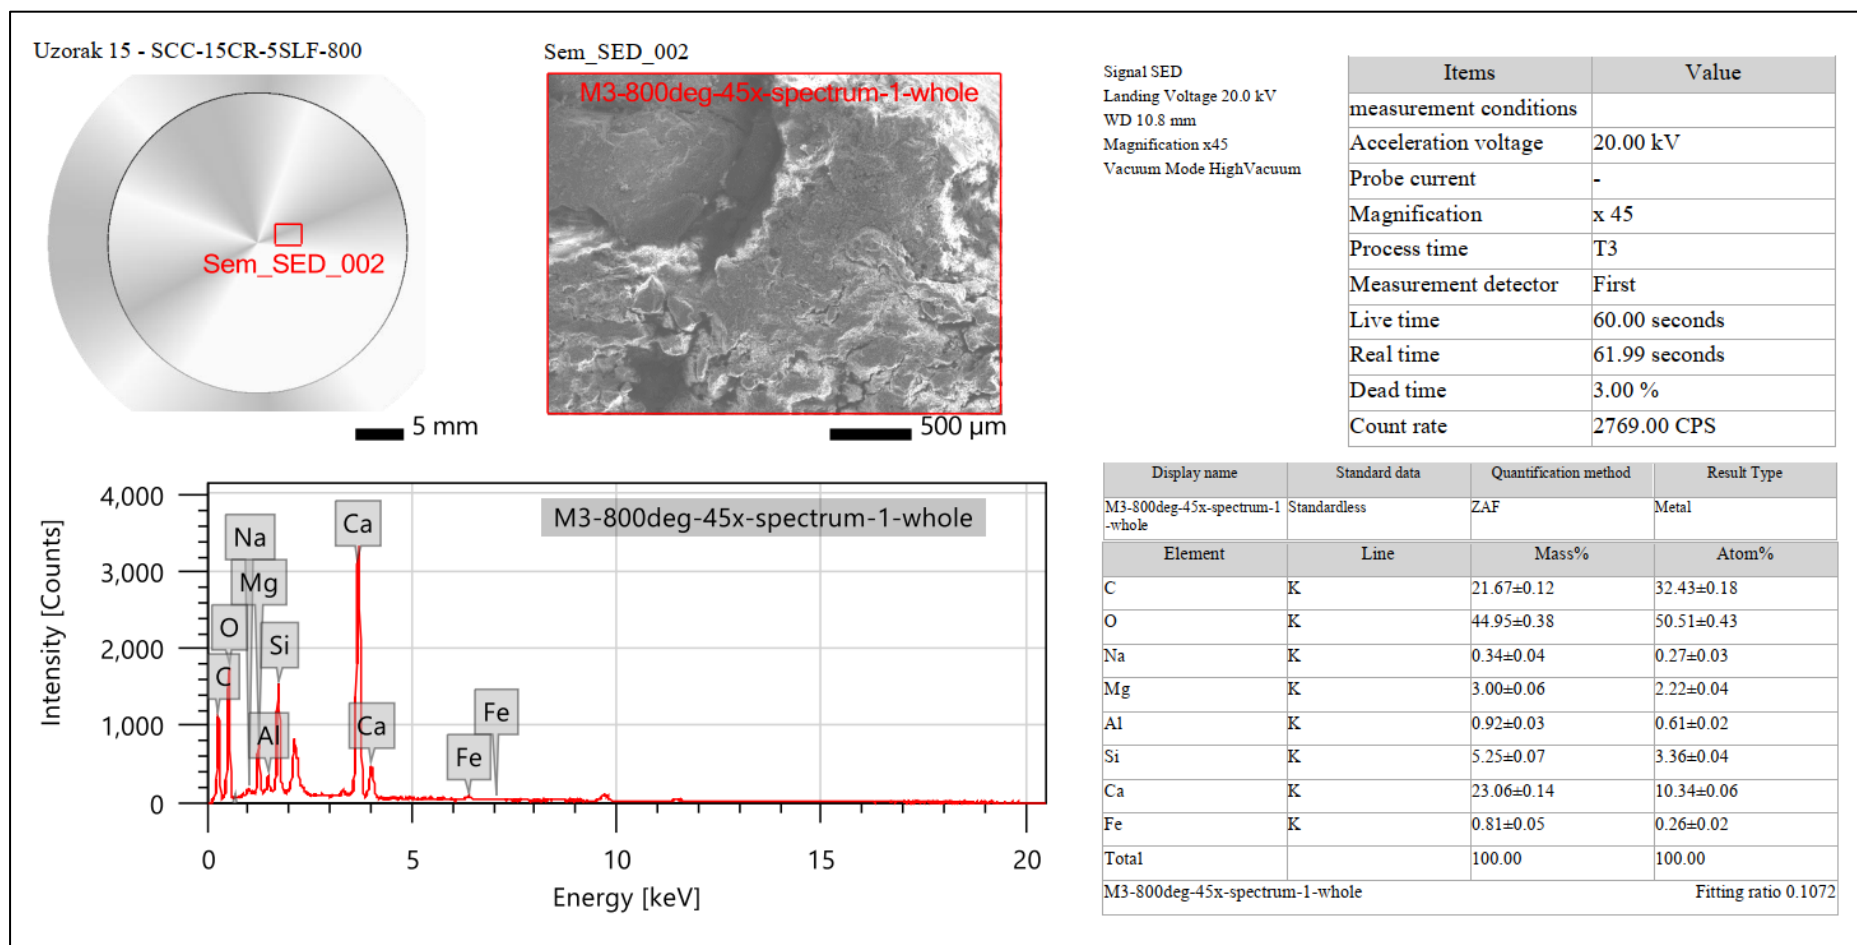 Uzorak 15 - SCC-15CR-5SLF-800
Sem_SED_002
5 mm
Sem_SED_002
M3-800deg-45x-spectrum-1-whole
500 µm
Signal SED
Landing Voltage 20.0 kV
WD 10.8 mm
Magnification x45
Vacuum Mode HighVacuum
Items Value
measurement conditions
Acceleration voltage 20.00 kV
Probe current -
Magnification x 45
Process time T3
Measurement detector First
Live time 60.00 seconds
Real time 61.99 seconds
Dead time 3.00 %
Count rate 2769.00 CPS
M3-800deg-45x-spectrum-1-whole
Intensity [Counts]
4,000
3,000
2,000
1,000
0
C
O
Na
Mg
Al
Si
Ca
Ca
Fe
Fe
0 5 10 15 20
Energy [keV]
Display name Standard data Quantification method Result Type
M3-800deg-45x-spectrum-1 Standardless ZAF Metal
-whole
Element Line Mass% Atom%
C K 21.67±0.12 32.43±0.18
O K 44.95±0.38 50.51±0.43
Na K 0.34±0.04 0.27±0.03
Mg K 3.00±0.06 2.22±0.04
Al K 0.92±0.03 0.61±0.02
Si K 5.25±0.07 3.36±0.04
Ca K 23.06±0.14 10.34±0.06
Fe K 0.81±0.05 0.26±0.02
Total 100.00 100.00
M3-800deg-45x-spectrum-1-whole Fitting ratio 0.1072